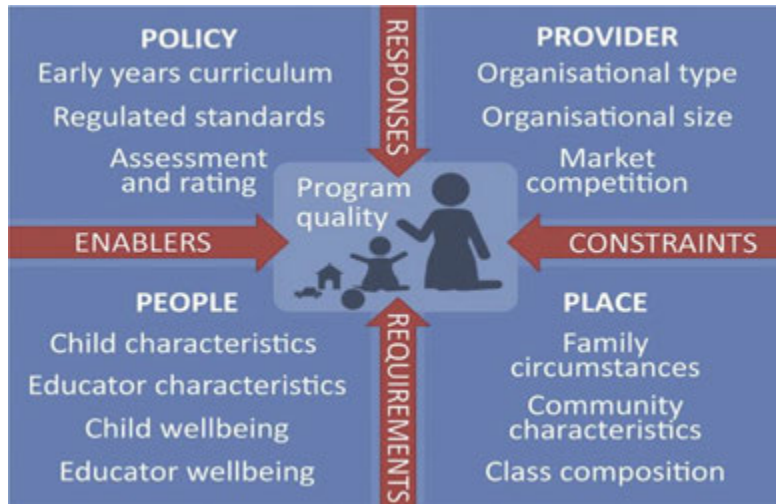 POLICY
Early years curriculum
Regulated standards
Assessment
and rating
RESPONSES
PROVIDER
Organisational type
Organisational size
Market
competition
Program
quality
ENABLERS
CONSTRAINTS
PEOPLE
Child characteristics
Educator characteristics
Child wellbeing
Educator wellbeing
REQUIREMENTS
PLACE
Family
circumstances
Community
characteristics
Class composition